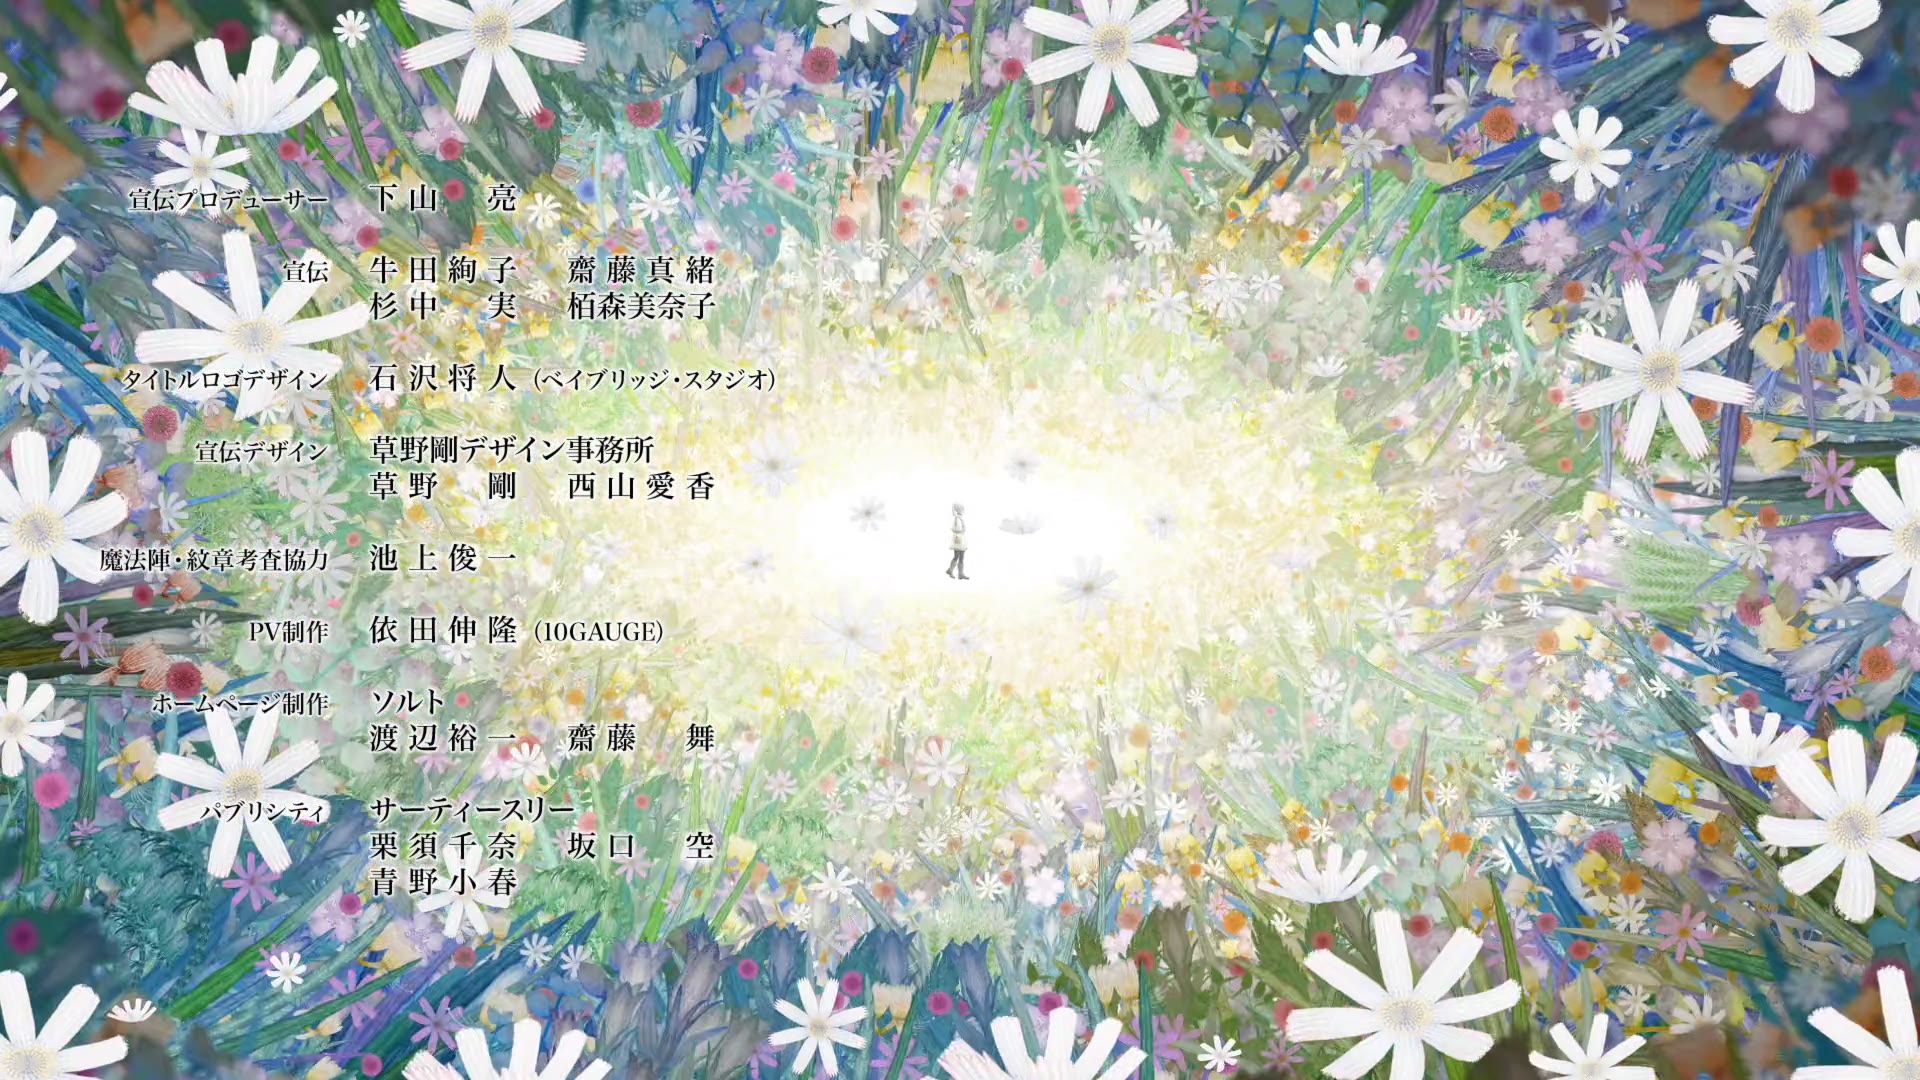 宣伝プロデューサー 下山 亮
宣伝 牛田絢子 齋藤真緒
杉中 実 栢森美奈子
タイトルロゴデザイン 石沢将人（ベイブリッジ・スタジオ）
宣伝デザイン 草野剛デザイン事務所
草野 剛 西山愛香
魔法陣・紋章考査協力 池上俊一
PV制作 依田伸隆（10GAUGE）
ホームページ制作 ソルト
渡辺裕一 齋藤 舞
パブリシティ サーティースリー
栗須千奈 坂口 空
青野小春